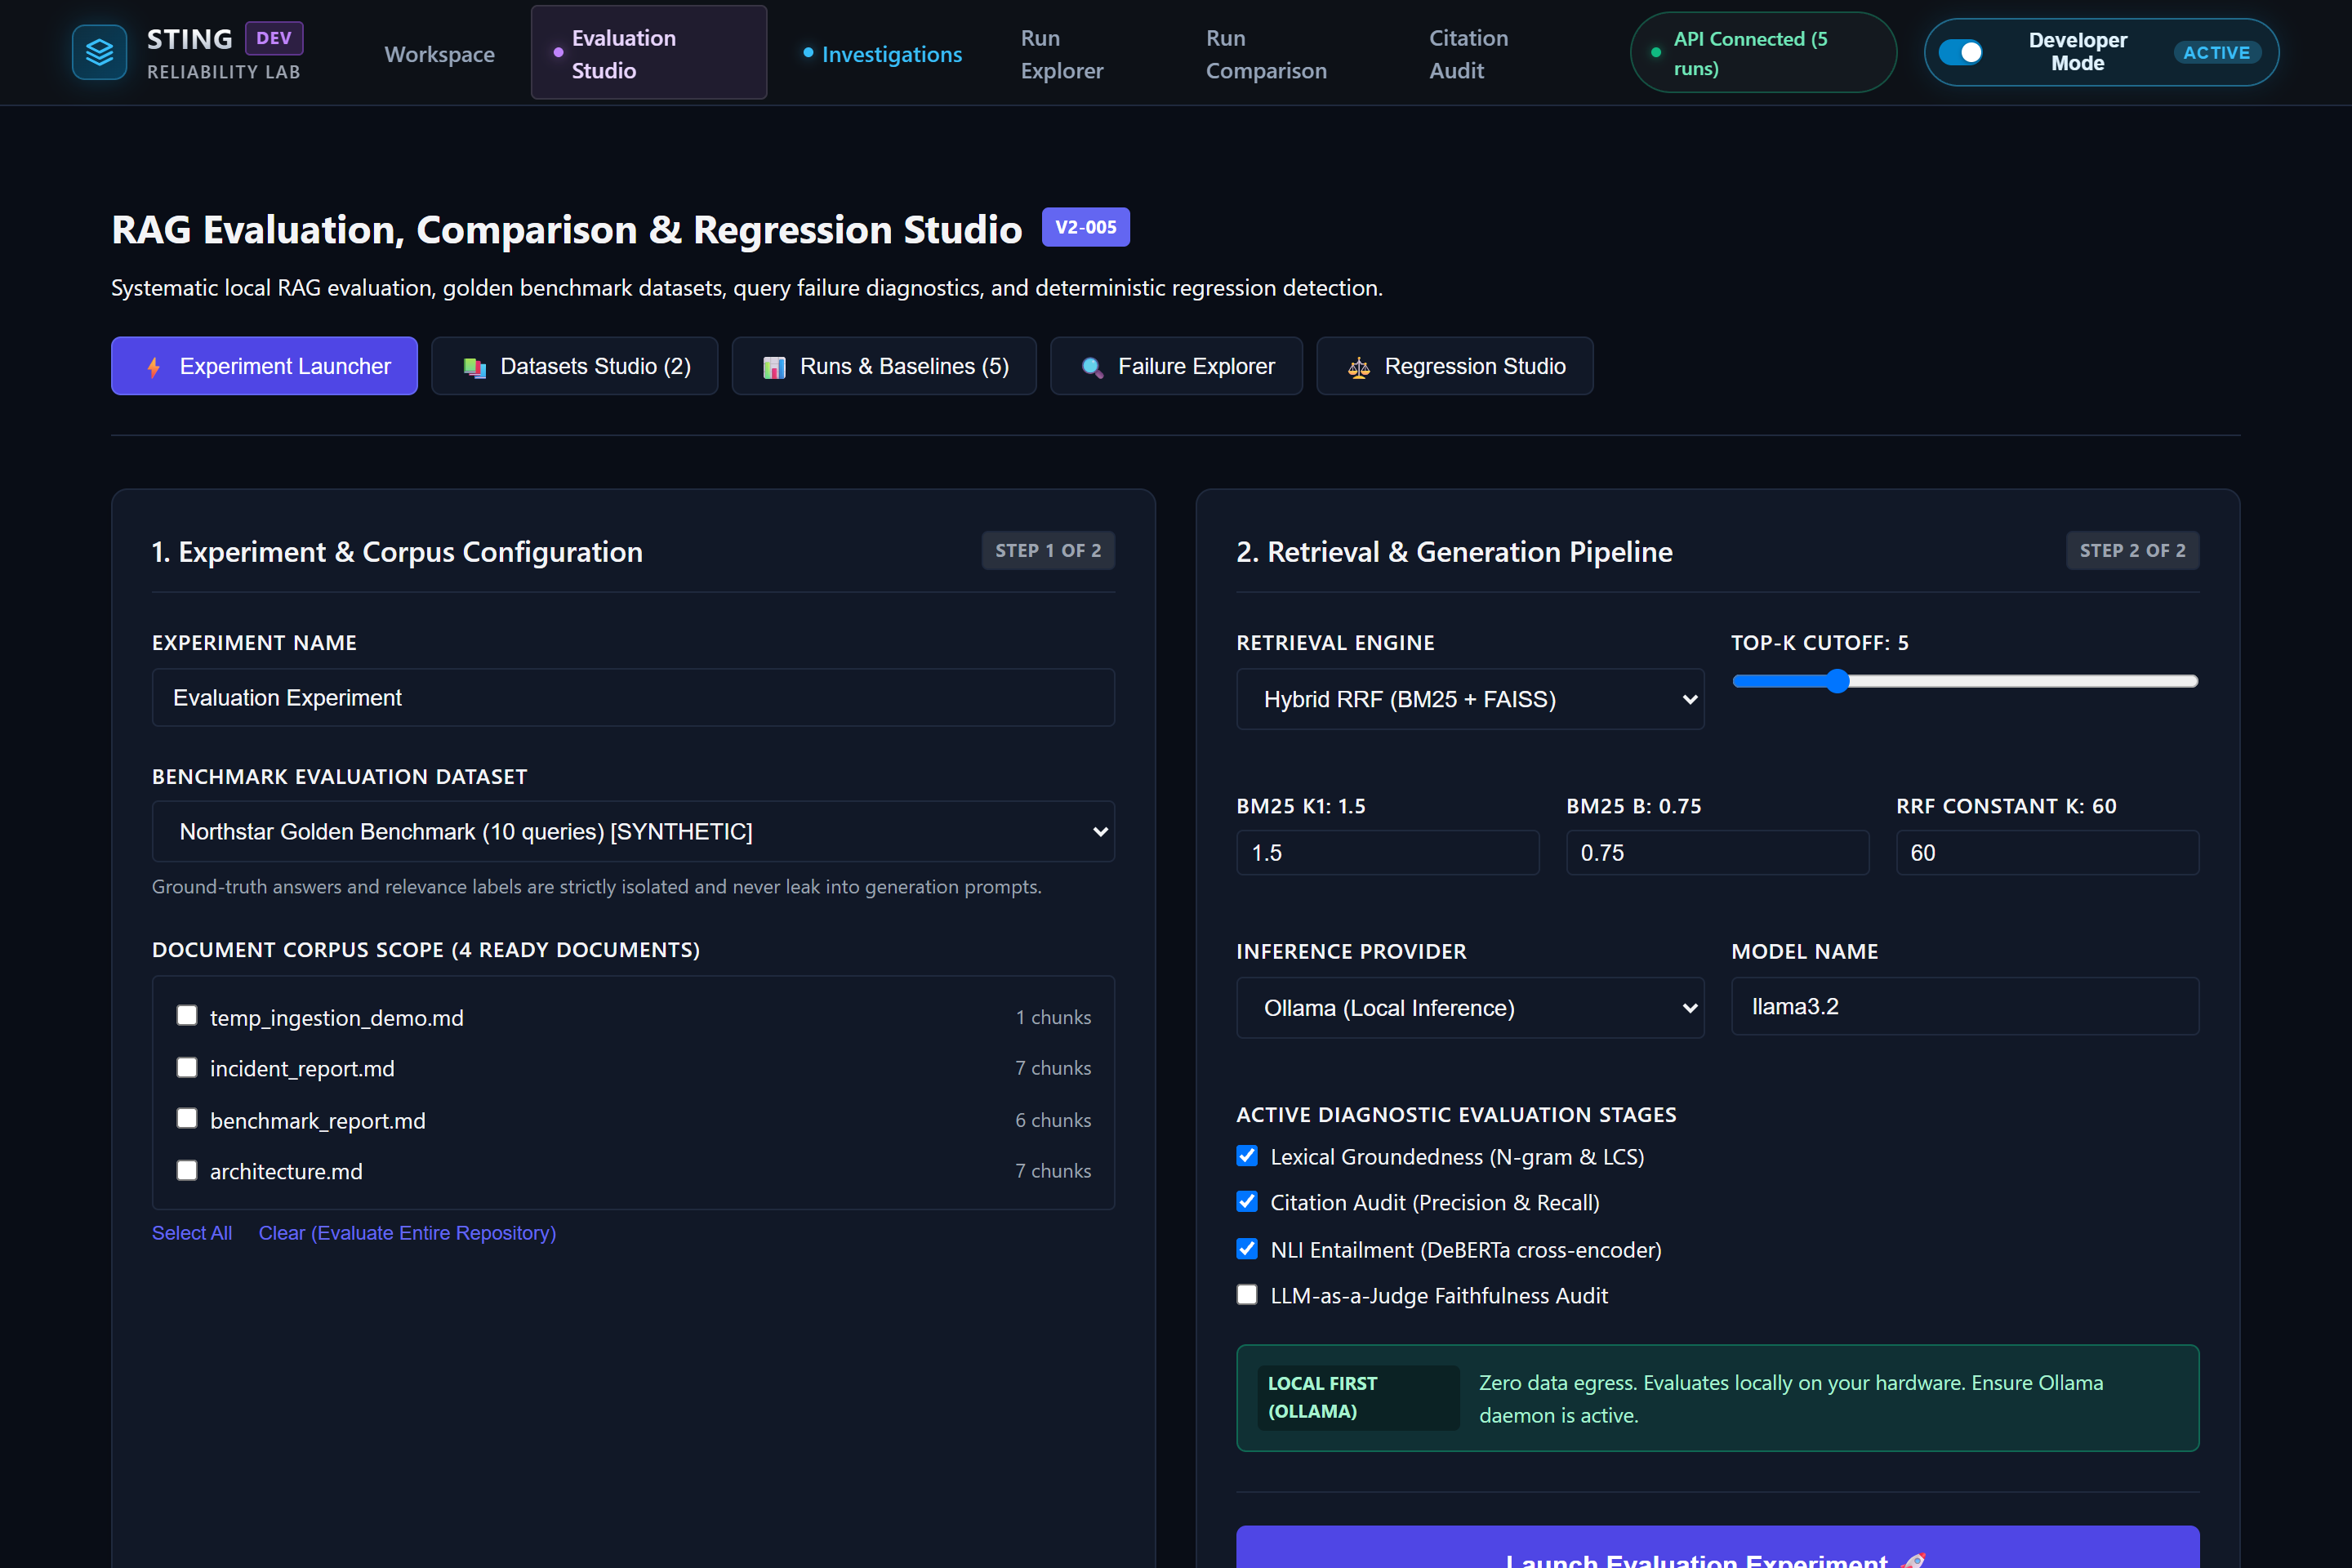 STING DEV
RELIABILITY LAB
Workspace
Evaluation
Studio
Investigations
Run
Explorer
Run
Comparison
Citation
Audit
API Connected (5
runs)
Developer
Mode
ACTIVE
RAG Evaluation, Comparison & Regression Studio V2-005
Systematic local RAG evaluation, golden benchmark datasets, query failure diagnostics, and deterministic regression detection.
Experiment Launcher
Datasets Studio (2)
Runs & Baselines (5)
Failure Explorer
Regression Studio
1. Experiment & Corpus Configuration STEP 1 OF 2
EXPERIMENT NAME
Evaluation Experiment
BENCHMARK EVALUATION DATASET
Northstar Golden Benchmark (10 queries) [SYNTHETIC]
Ground-truth answers and relevance labels are strictly isolated and never leak into generation prompts.
DOCUMENT CORPUS SCOPE (4 READY DOCUMENTS)
temp_ingestion_demo.md 1 chunks
incident_report.md 7 chunks
benchmark_report.md 6 chunks
architecture.md 7 chunks
Select All Clear (Evaluate Entire Repository)
2. Retrieval & Generation Pipeline STEP 2 OF 2
RETRIEVAL ENGINE
Hybrid RRF (BM25 + FAISS)
TOP-K CUTOFF: 5
BM25 K1: 1.5
1.5
BM25 B: 0.75
0.75
RRF CONSTANT K: 60
60
INFERENCE PROVIDER
Ollama (Local Inference)
MODEL NAME
llama3.2
ACTIVE DIAGNOSTIC EVALUATION STAGES
Lexical Groundedness (N-gram & LCS)
Citation Audit (Precision & Recall)
NLI Entailment (DeBERTa cross-encoder)
LLM-as-a-Judge Faithfulness Audit
LOCAL FIRST
(OLLAMA)
Zero data egress. Evaluates locally on your hardware. Ensure Ollama
daemon is active.
Launch Evaluation Experiment 🚀